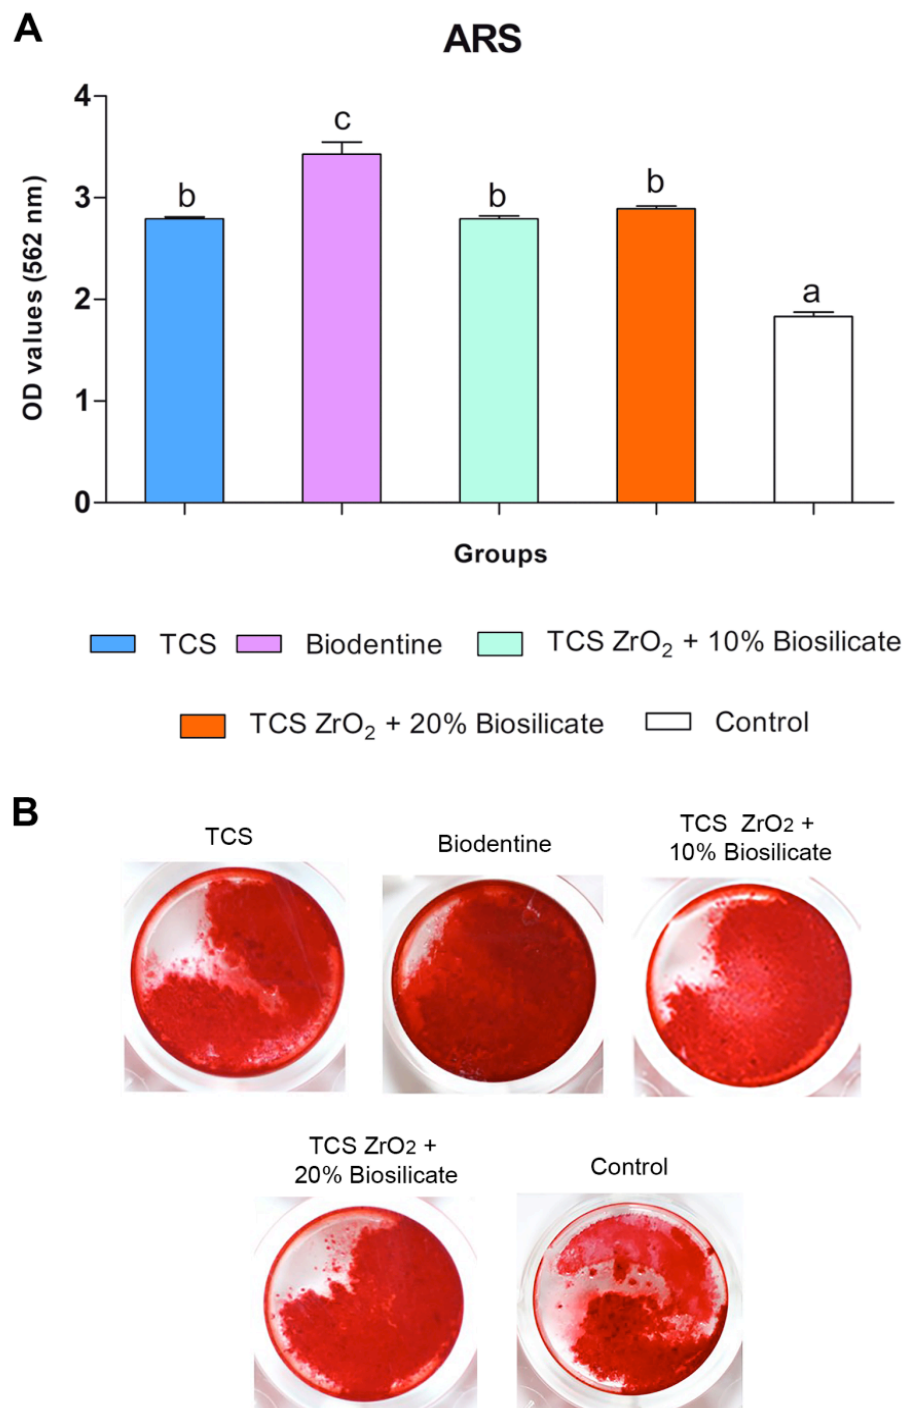 A
ARS
OD values (562 nm)
4
3
2
1
0
b
c
b
b
a
Groups
TCS
Biodentine
TCS ZrO₂ + 10% Biosilicate
TCS ZrO₂ + 20% Biosilicate
Control
B
TCS
Biodentine
TCS ZrO2 +
10% Biosilicate
TCS ZrO2 +
20% Biosilicate
Control